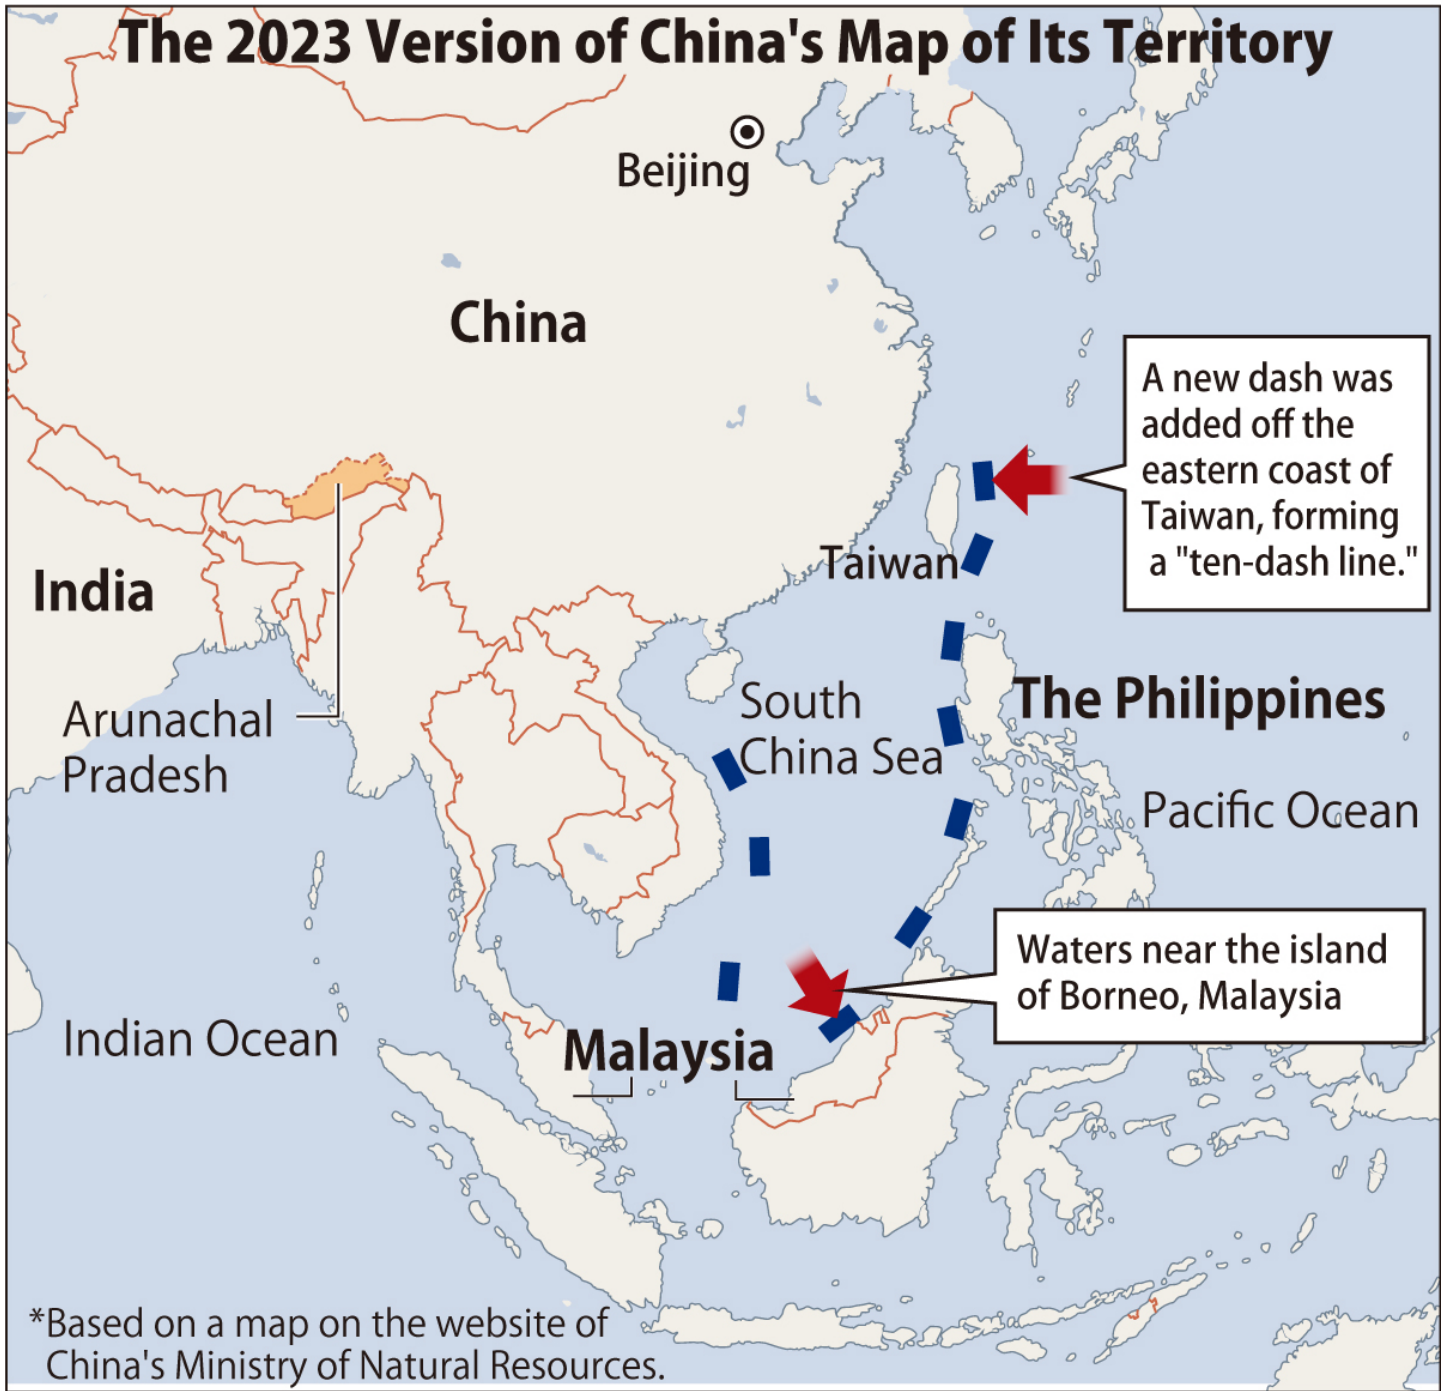 The 2023 Version of China's Map of Its Territory
Beijing
China
A new dash was
added off the
eastern coast of
Taiwan, forming
a "ten-dash line."
Taiwan
India
Arunachal
Pradesh
South
China Sea
The Philippines
Pacific Ocean
Waters near the island
of Borneo, Malaysia
Indian Ocean
Malaysia
*Based on a map on the website of
China's Ministry of Natural Resources.